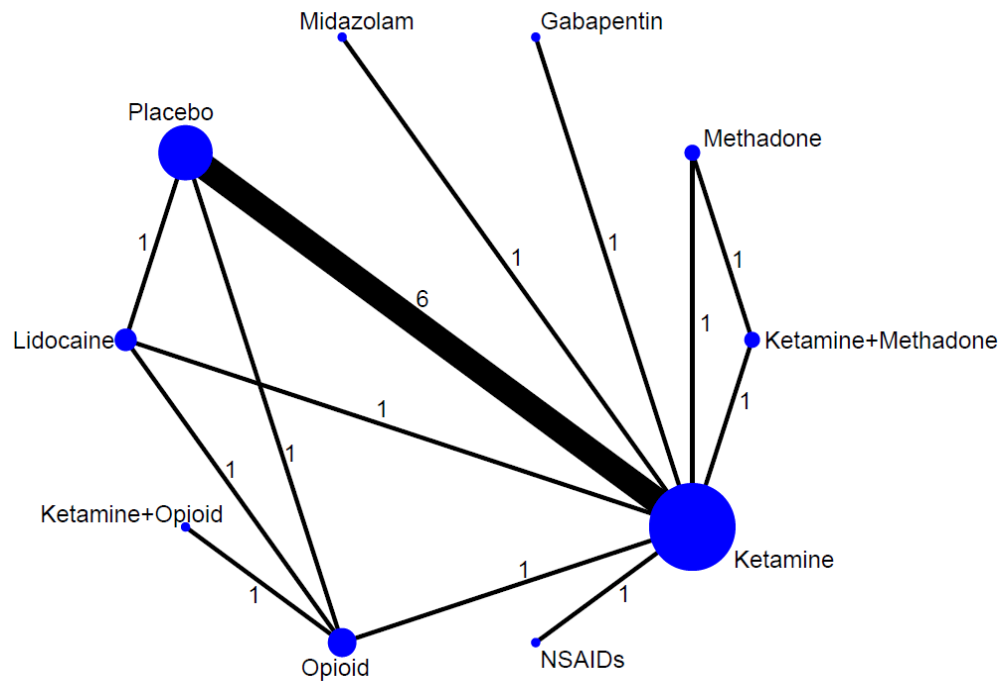 Midazolam
Gabapentin
Placebo
Methadone
1
1
1
1
6
1
Lidocaine
Ketamine+Methadone
1
1
1
1
Ketamine+Opioid
Ketamine
1
1
1
Opioid
NSAIDs